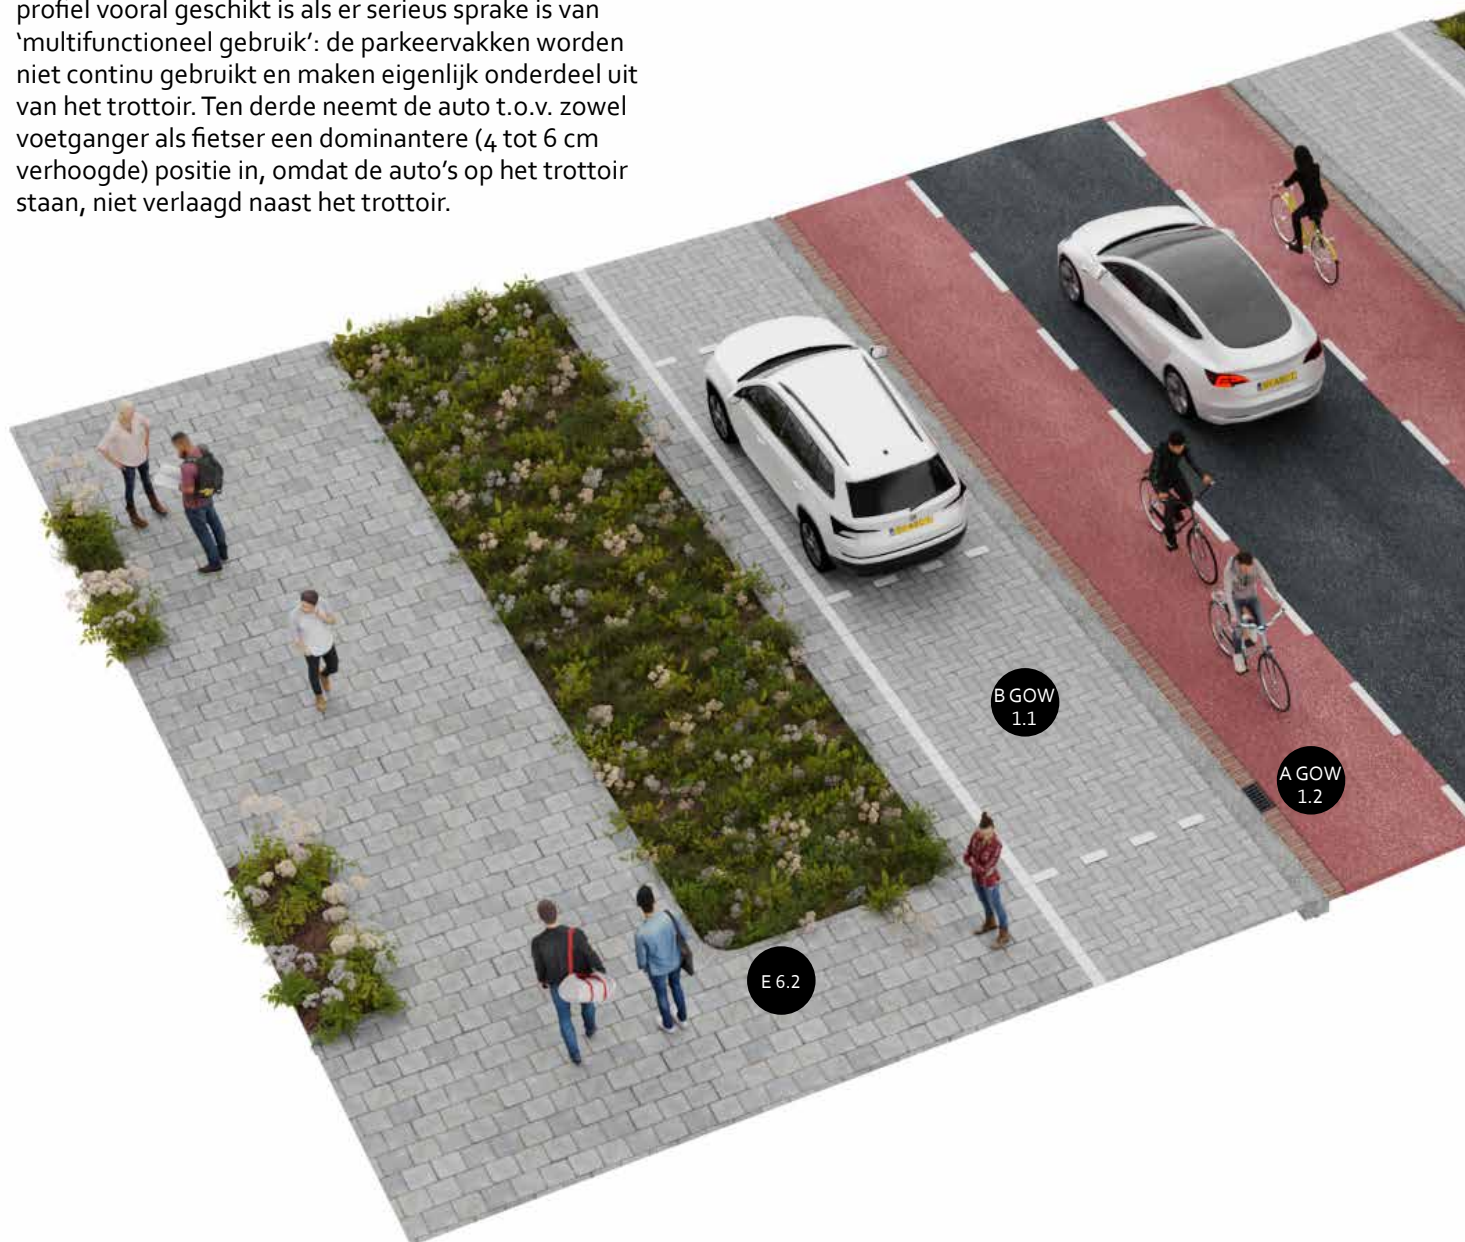 profiel vooral geschikt is als er serieus sprake is van
‘multifunctioneel gebruik’: de parkeervakken worden
niet continu gebruikt en maken eigenlijk onderdeel uit
van het trottoir. Ten derde neemt de auto t.o.v. zowel
voetganger als fietser een dominantere (4 tot 6 cm
verhoogde) positie in, omdat de auto’s op het trottoir
staan, niet verlaagd naast het trottoir.
B GOW
1.1
A GOW
1.2
E 6.2